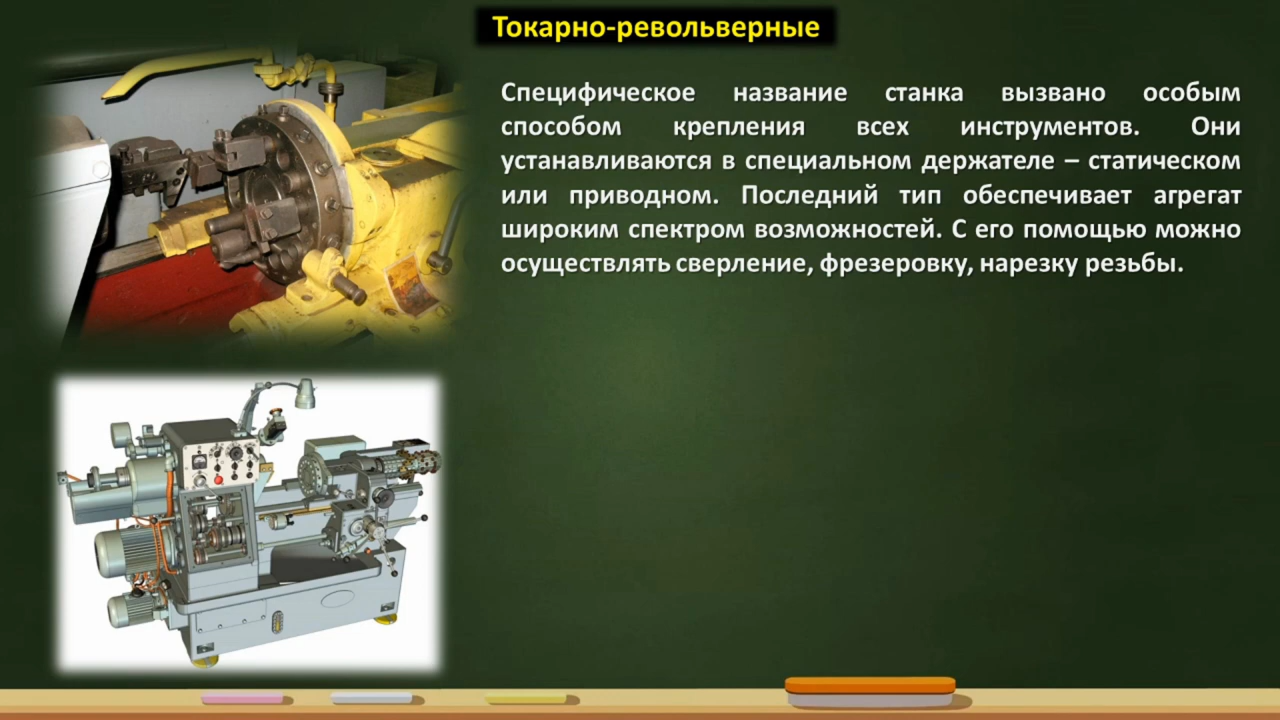 Токарно-револьверные
Специфическое название станка вызвано особым
способом крепления всех инструментов. Они
устанавливаются в специальном держателе – статическом
или приводном. Последний тип обеспечивает агрегат
широким спектром возможностей. С его помощью можно
осуществлять сверление, фрезеровку, нарезку резьбы.